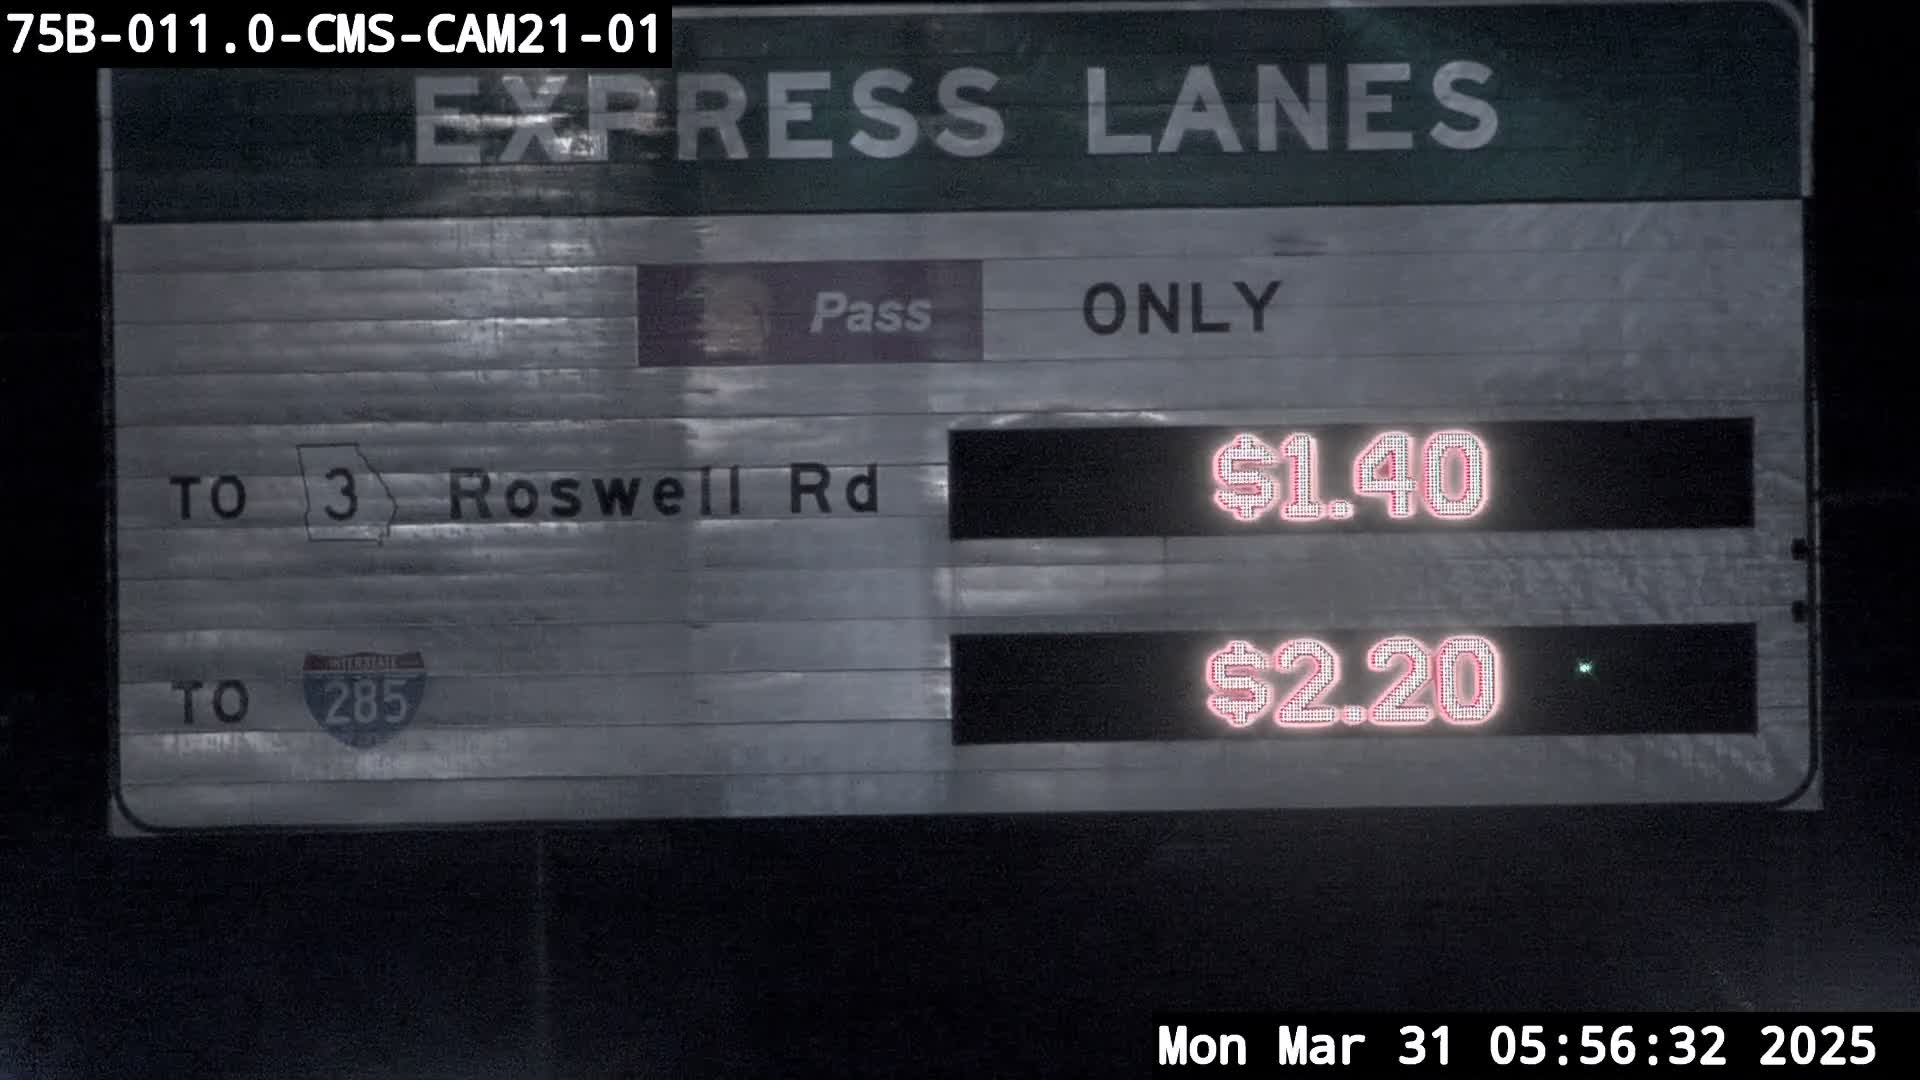 75B-011.0-CMS-CAM21-01
EXPRESS LANES
Pass ONLY
TO 3 Roswell Rd $1.40
INTERSTATE
TO 285 $2.20
Mon Mar 31 05:56:32 2025